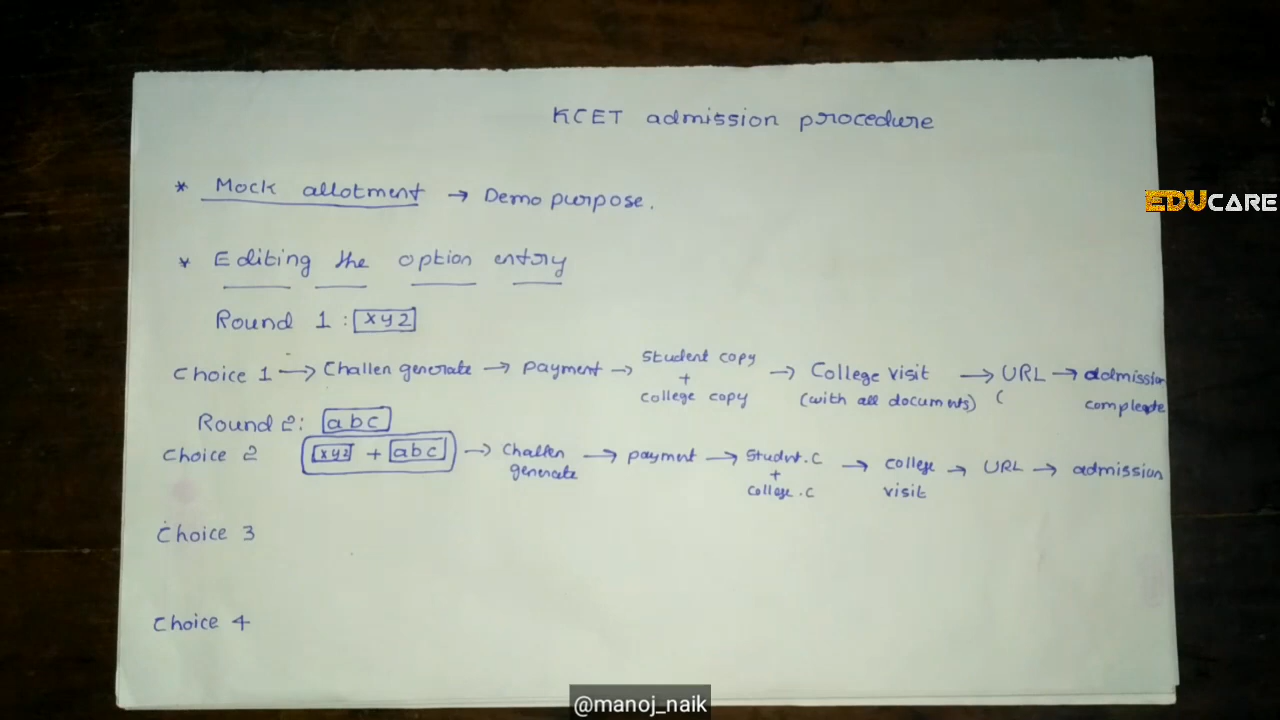 KCET admission procedure
* Mock allotment → Demo purpose.
EDUCARE
* Editing the option entry
Round 1 : xyz
Choice 1 → Challen generate → payment → Student copy + college copy → College visit (with all documents) → URL ( → admission complete
Round 2: abc
Choice 2 xyz + abc → Challen generate → payment → Studnt.C + college.C → college visit → URL → admission
Choice 3
Choice 4
@manoj_naik